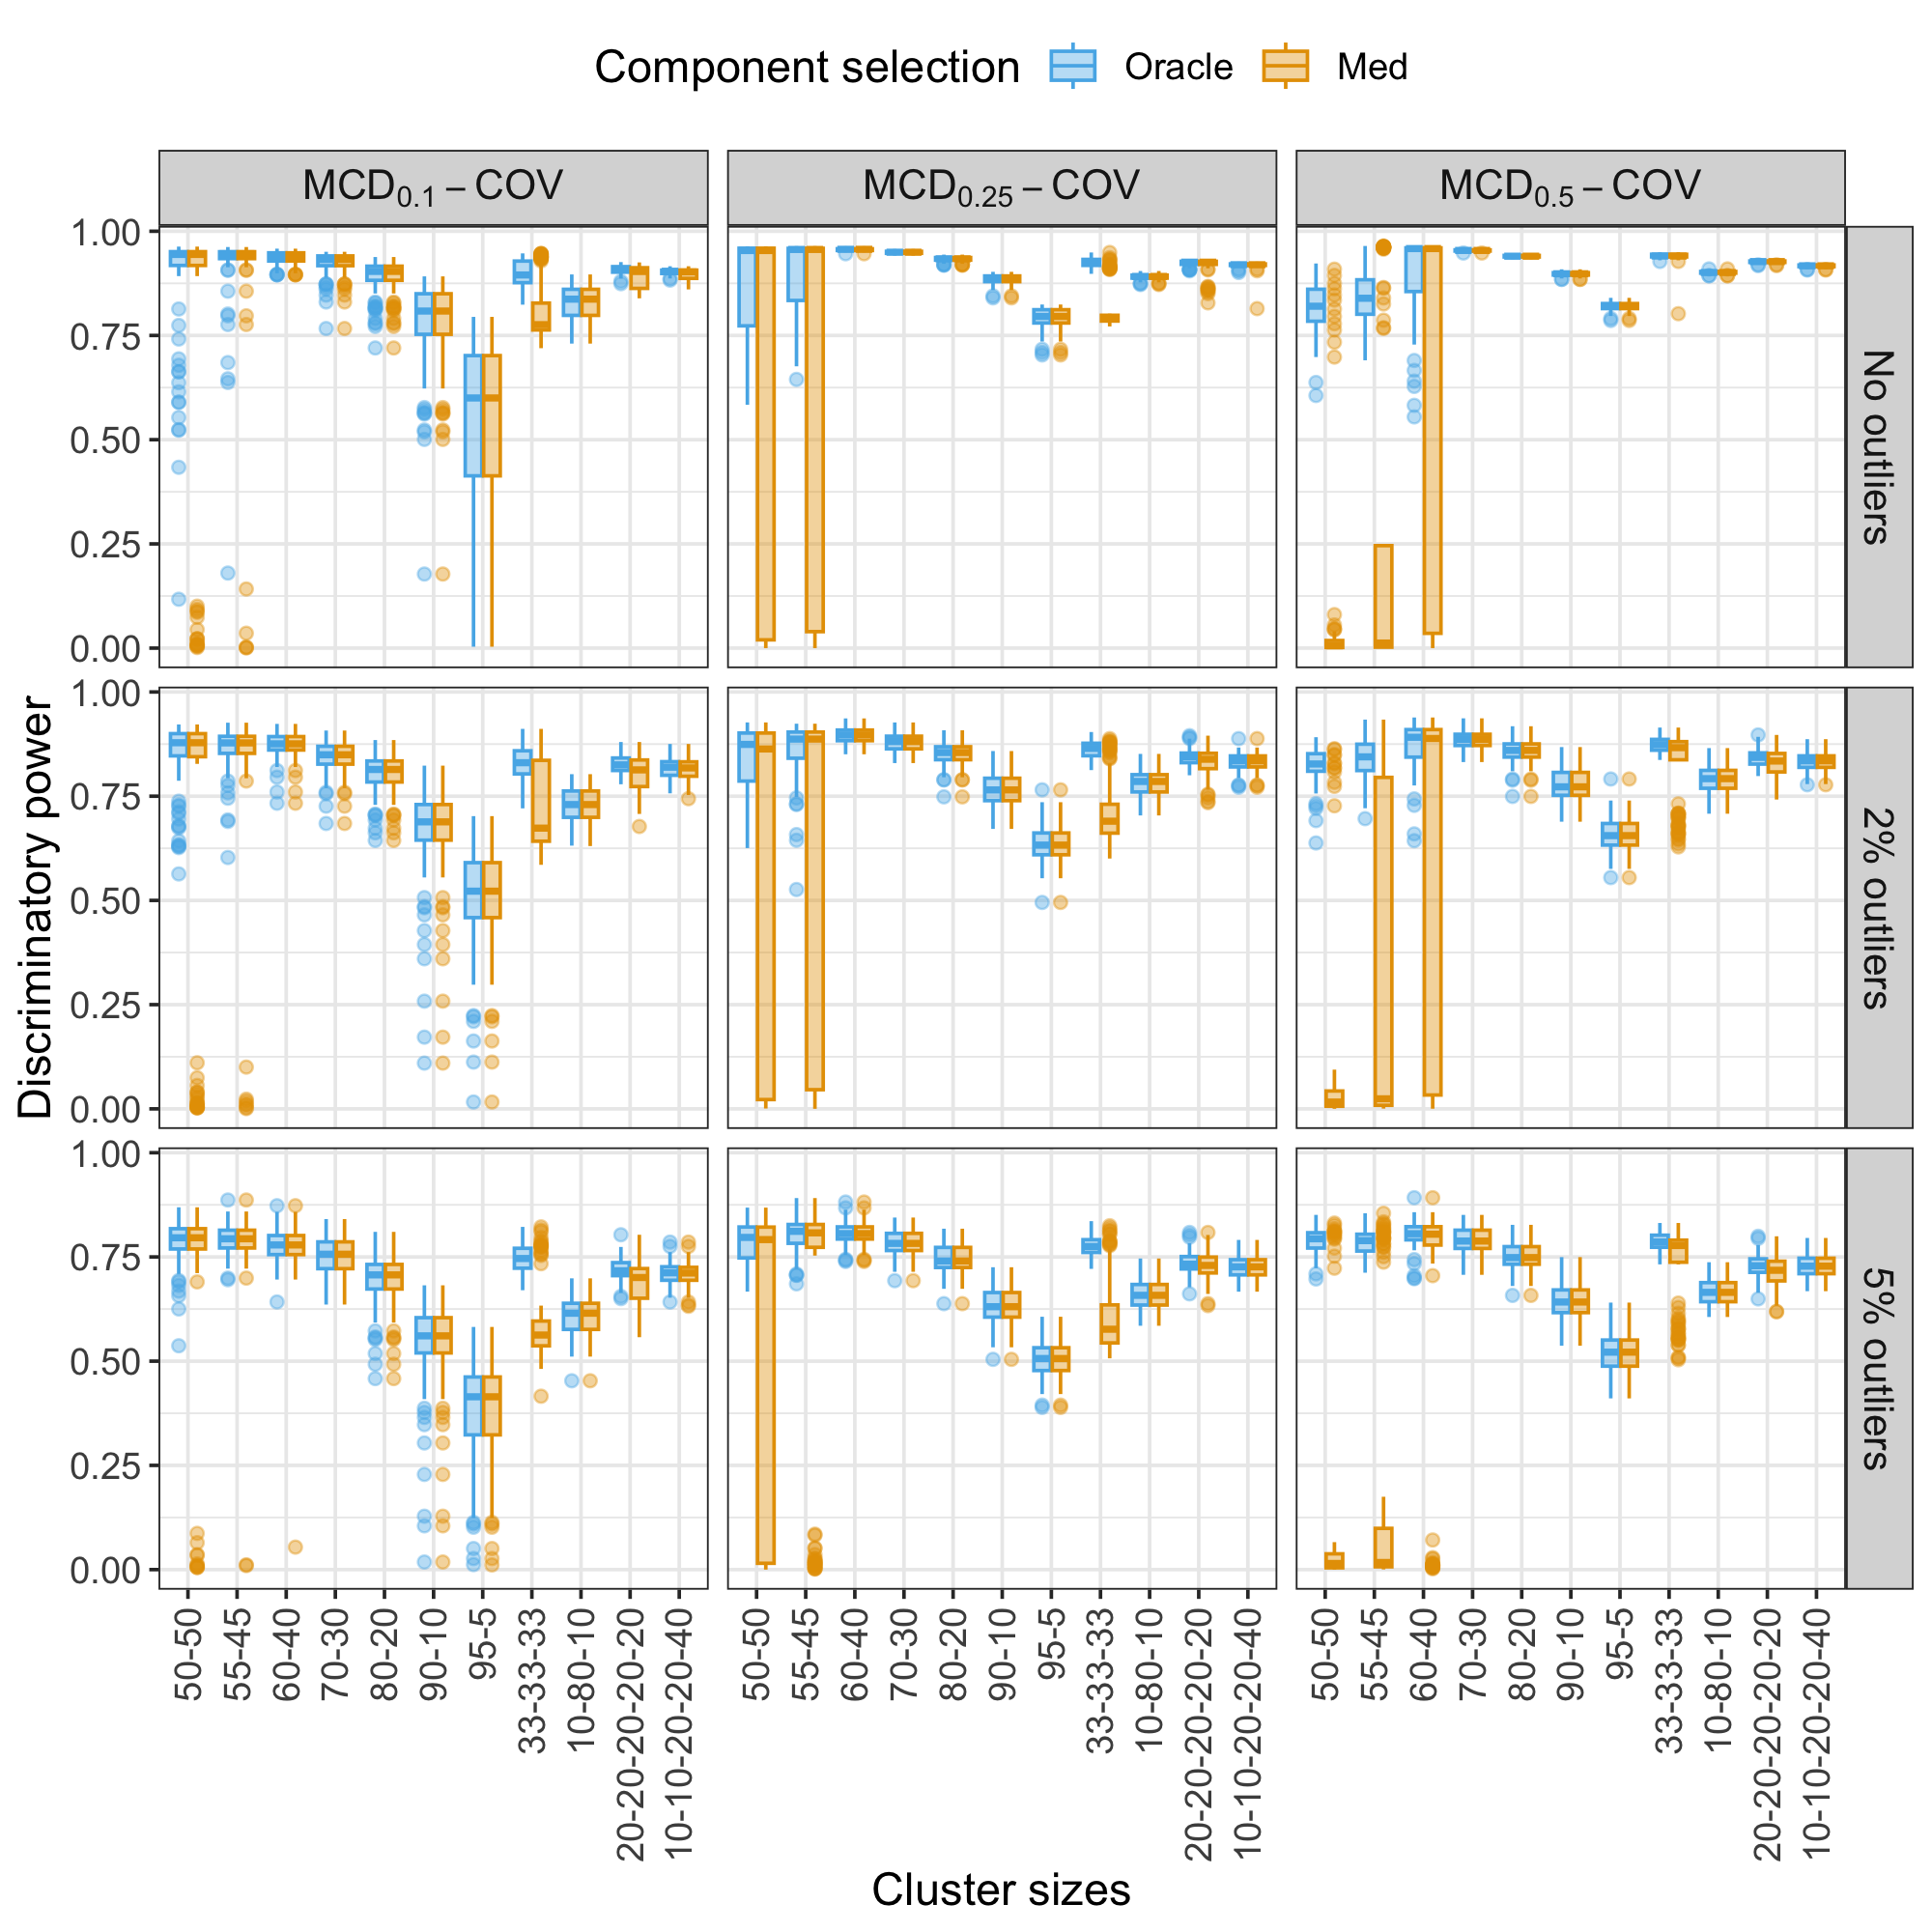 Component selection Oracle Med
MCD0.1 – COV MCD0.25 – COV MCD0.5 – COV
Discriminatory power
1.00
0.75
0.50
0.25
0.00
No outliers
1.00
0.75
0.50
0.25
0.00
2% outliers
1.00
0.75
0.50
0.25
0.00
5% outliers
50-50 55-45 60-40 70-30 80-20 90-10 95-5 33-33-33 10-80-10 20-20-20-20 10-10-20-40
50-50 55-45 60-40 70-30 80-20 90-10 95-5 33-33-33 10-80-10 20-20-20-20 10-10-20-40
50-50 55-45 60-40 70-30 80-20 90-10 95-5 33-33-33 10-80-10 20-20-20-20 10-10-20-40
Cluster sizes